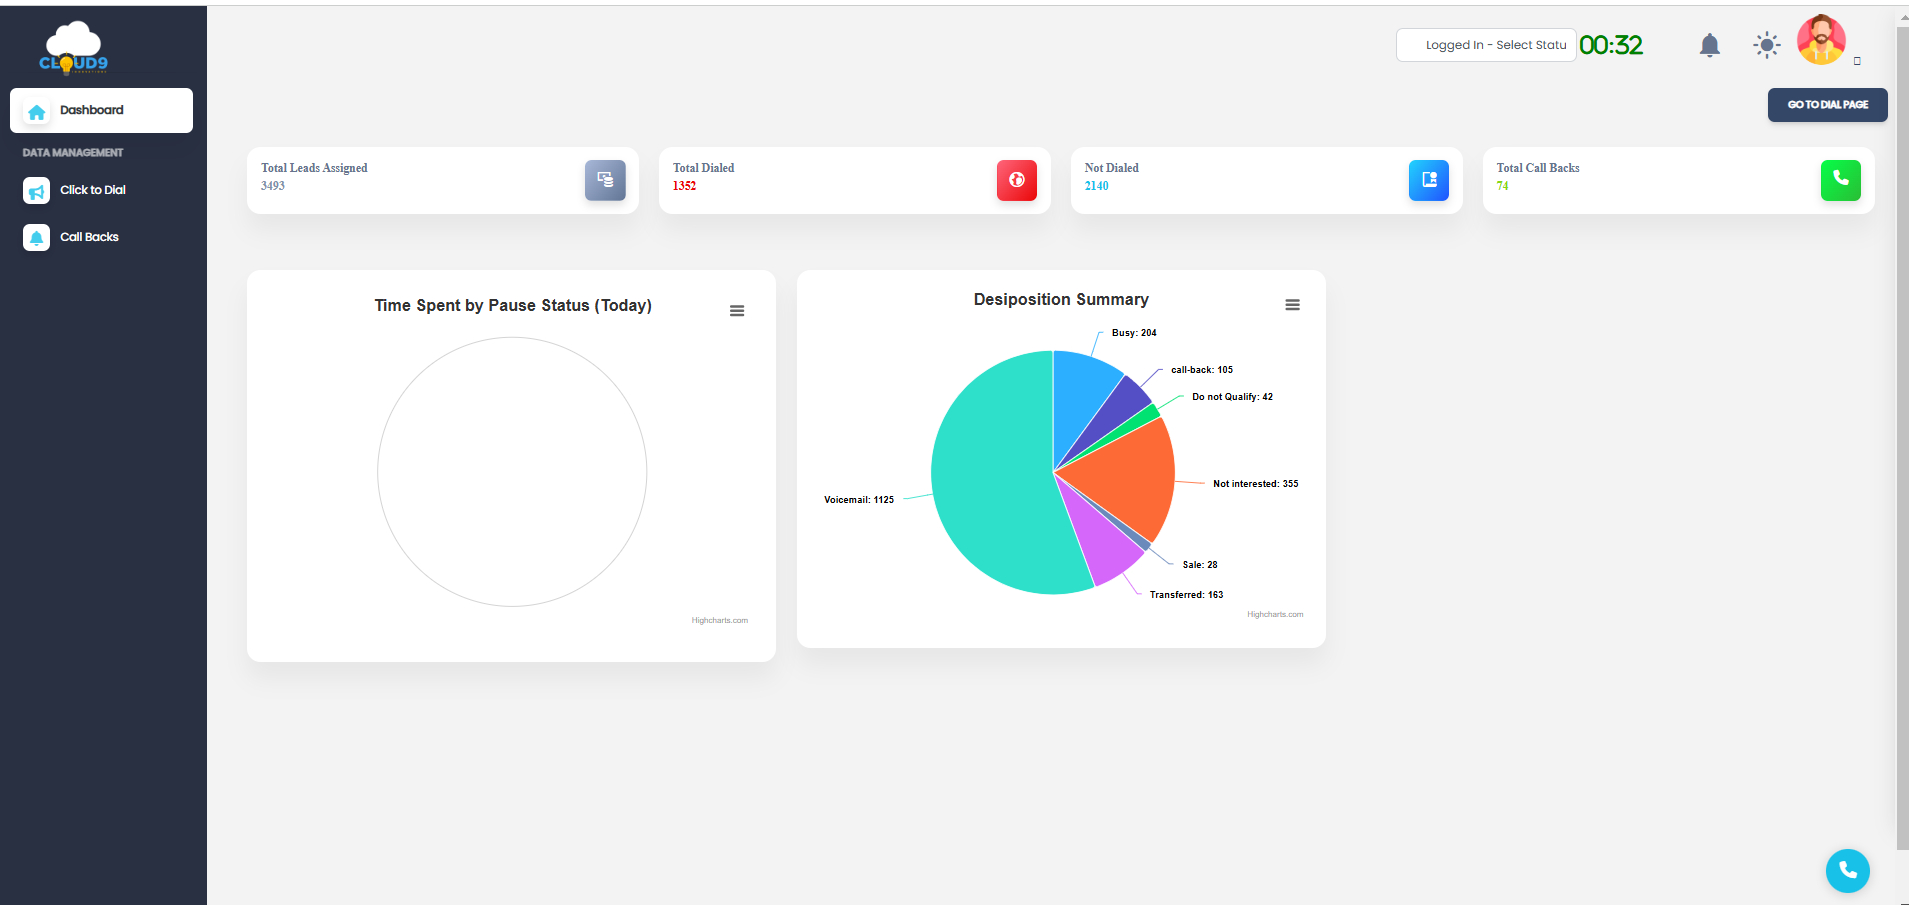 CLOUD9
INNOVATIONS
Dashboard
DATA MANAGEMENT
Click to Dial
Call Backs
Logged In - Select Statu
00:32
GO TO DIAL PAGE
Total Leads Assigned
3493
Total Dialed
1352
Not Dialed
2140
Total Call Backs
74
Time Spent by Pause Status (Today)
Highcharts.com
Desiposition Summary
Busy: 204
call-back: 105
Do not Qualify: 42
Not interested: 355
Voicemail: 1125
Sale: 28
Transferred: 163
Highcharts.com